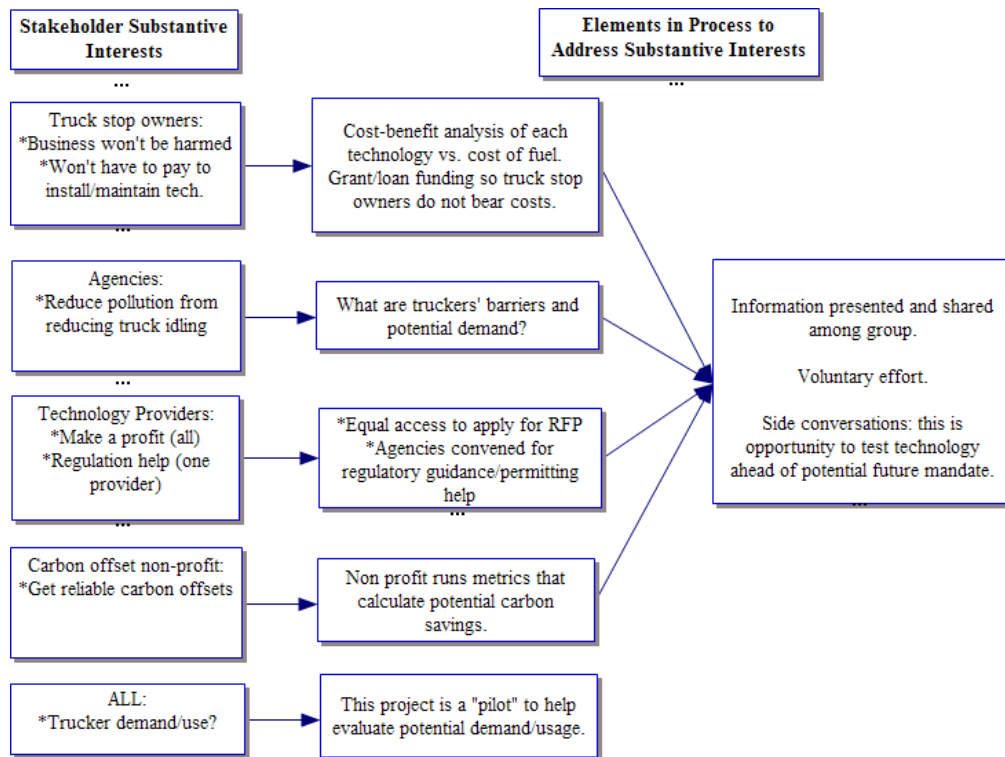 Stakeholder Substantive
Interests
...
Elements in Process to
Address Substantive Interests
...
Truck stop owners:
*Business won't be harmed
*Won't have to pay to
install/maintain tech.
...
Cost-benefit analysis of each
technology vs. cost of fuel.
Grant/loan funding so truck stop
owners do not bear costs.
Agencies:
*Reduce pollution from
reducing truck idling
...
What are truckers' barriers and
potential demand?
Technology Providers:
*Make a profit (all)
*Regulation help (one
provider)
...
*Equal access to apply for RFP
*Agencies convened for
regulatory guidance/permitting
help
...
Carbon offset non-profit:
*Get reliable carbon offsets
Non profit runs metrics that
calculate potential carbon
savings.
ALL:
*Trucker demand/use?
This project is a "pilot" to help
evaluate potential demand/usage.
Information presented and shared
among group.
Voluntary effort.
Side conversations: this is
opportunity to test technology
ahead of potential future mandate.
...